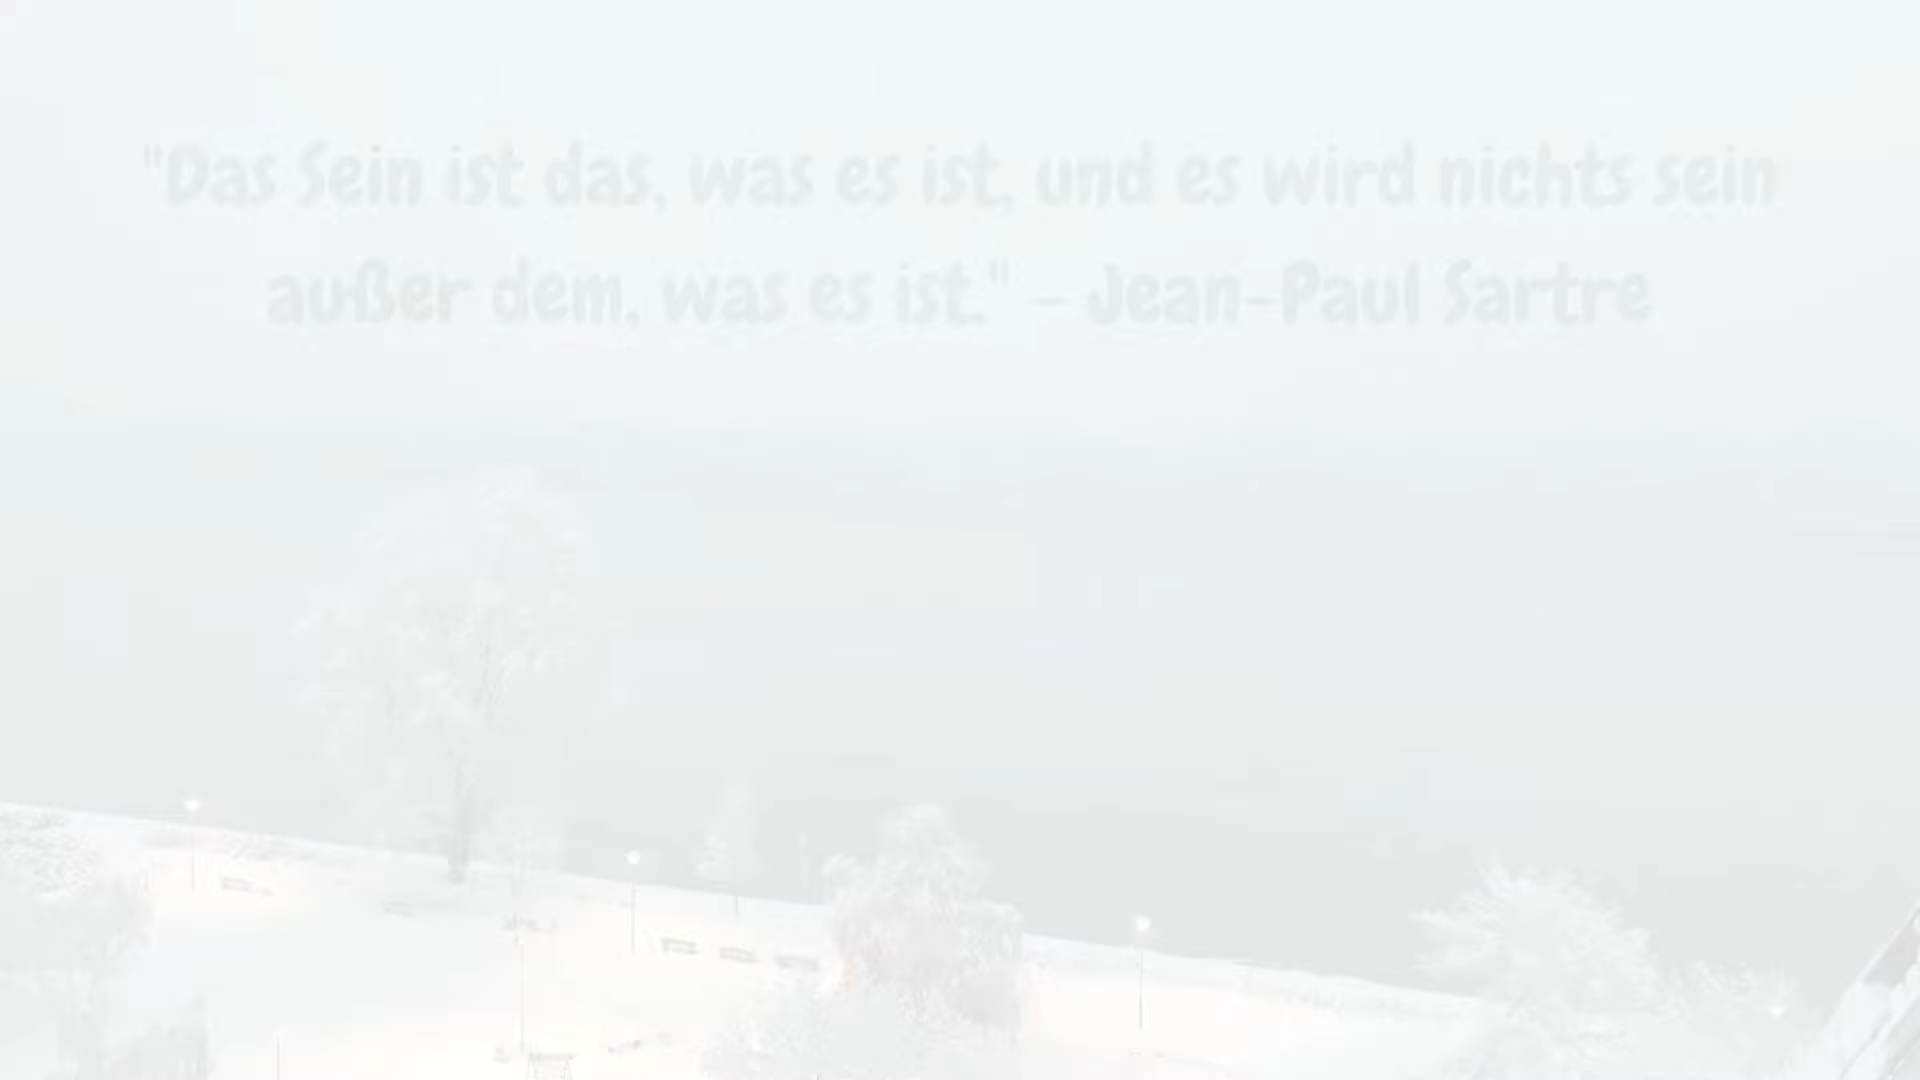 "Das Sein ist das, was es ist, und es wird nichts sein
außer dem, was es ist." – Jean-Paul Sartre